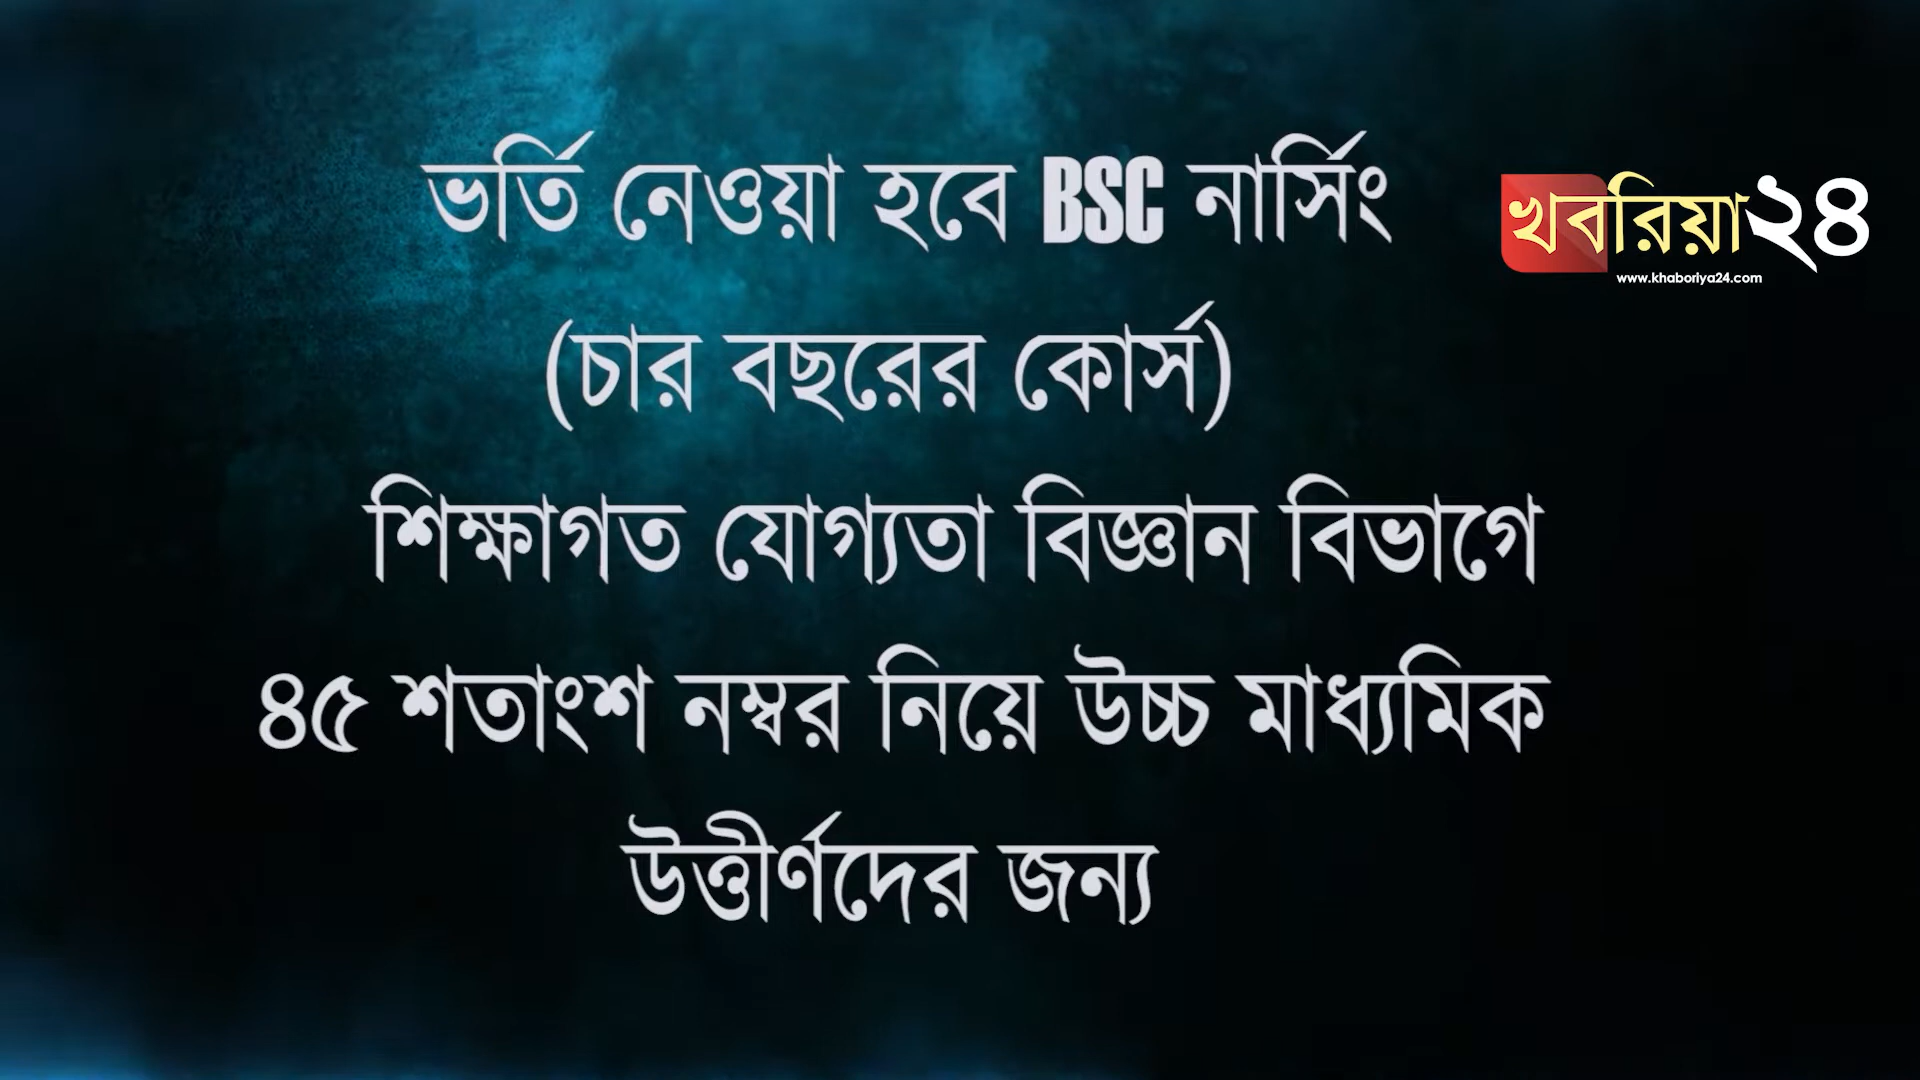 ভর্তি নেওয়া হবে BSC নার্সিং
খবরিয়া২৪
www.khaboriya24.com
(চার বছরের কোর্স)
শিক্ষাগত যোগ্যতা বিজ্ঞান বিভাগে
৪৫ শতাংশ নম্বর নিয়ে উচ্চ মাধ্যমিক
উত্তীর্ণদের জন্য